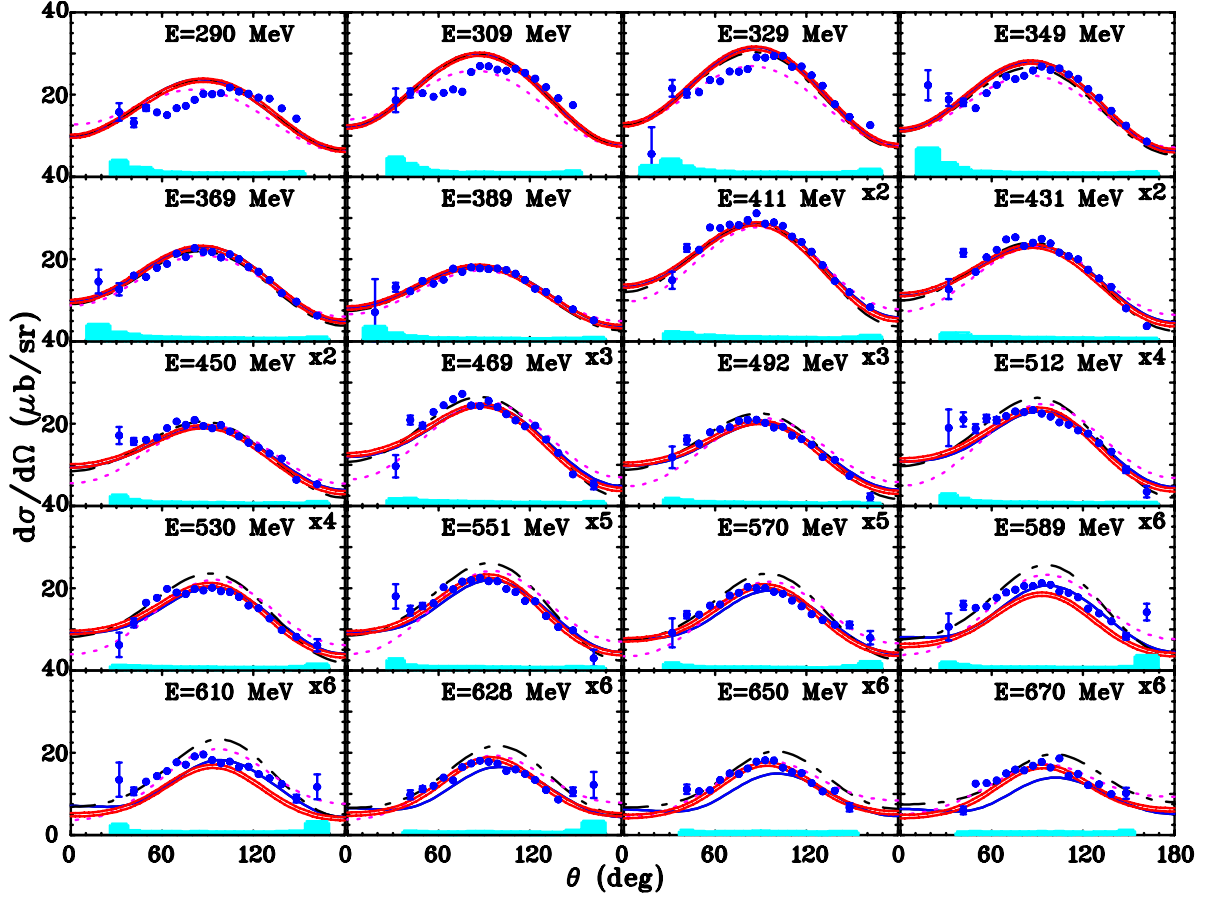 40
E=290 MeV
E=309 MeV
E=329 MeV
E=349 MeV
30
20
10
40
E=369 MeV
E=389 MeV
E=411 MeV x2
E=431 MeV x2
20
40
E=450 MeV x2
E=469 MeV x3
E=492 MeV x3
E=512 MeV x4
20
40
E=530 MeV x4
E=551 MeV x5
E=570 MeV x5
E=589 MeV x6
20
40
E=610 MeV x6
E=628 MeV x6
E=650 MeV x6
E=670 MeV x6
20
0
dσ/dΩ (μb/sr)
0 60 120 0 60 120 0 60 120 0 60 120 180
θ (deg)